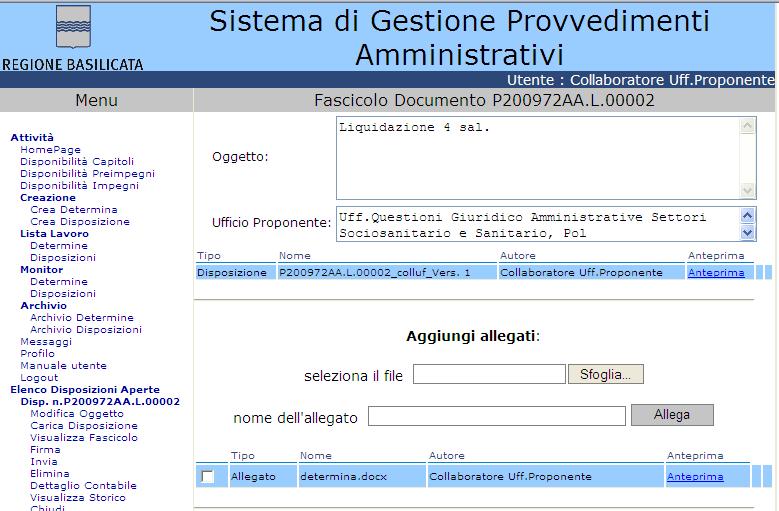 Sistema di Gestione Provvedimenti
Amministrativi
REGIONE BASILICATA
Utente : Collaboratore Uff.Proponente
Menu
Attività
HomePage
Disponibilità Capitoli
Disponibilità Preimpegni
Disponibilità Impegni
Creazione
Crea Determina
Crea Disposizione
Lista Lavoro
Determine
Disposizioni
Monitor
Determine
Disposizioni
Archivio
Archivio Determine
Archivio Disposizioni
Messaggi
Profilo
Manuale utente
Logout
Elenco Disposizioni Aperte
Disp. n.P200972AA.L.00002
Modifica Oggetto
Carica Disposizione
Visualizza Fascicolo
Firma
Invia
Elimina
Dettaglio Contabile
Visualizza Storico
Chiudi
Fascicolo Documento P200972AA.L.00002
Oggetto:
Liquidazione 4 sal.
Ufficio Proponente:
Uff.Questioni Giuridico Amministrative Settori
Sociosanitario e Sanitario, Pol
Tipo Nome Autore Anteprima
Disposizione P200972AA.L.00002_colluf_Vers. 1 Collaboratore Uff.Proponente Anteprima
Aggiungi allegati:
seleziona il file Sfoglia...
nome dell'allegato Allega
Tipo Nome Autore Anteprima
Allegato determina.docx Collaboratore Uff.Proponente Anteprima